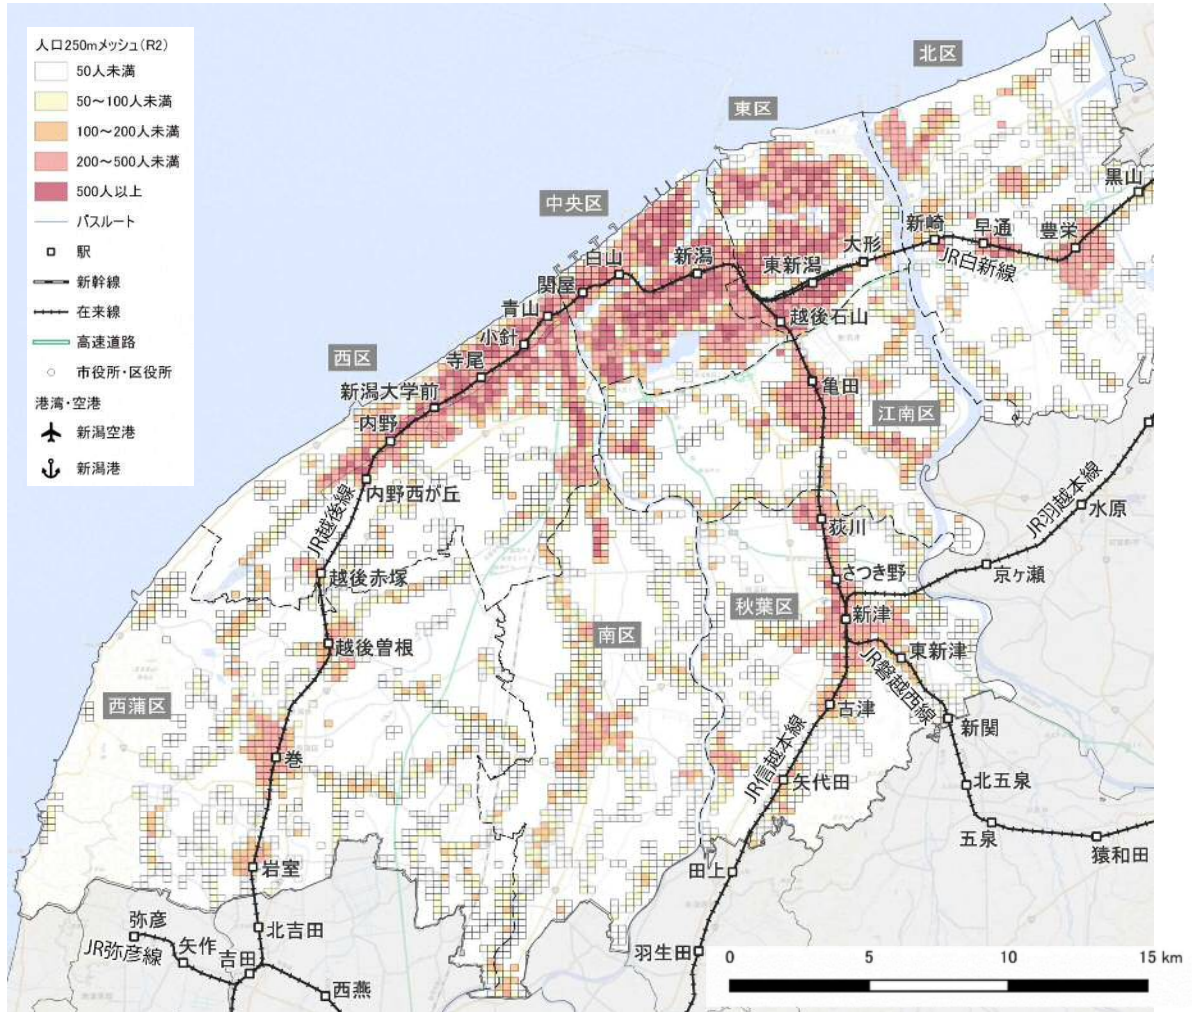 人口250mメッシュ(R2)
50人未満
50～100人未満
100～200人未満
200～500人未満
500人以上
バスルート
駅
新幹線
在来線
高速道路
市役所・区役所
港湾・空港
新潟空港
新潟港
北区
東区
中央区
西区
江南区
秋葉区
南区
西蒲区
黒山
豊栄
早通
新崎
JR白新線
大形
東新潟
新潟
白山
関屋
青山
小針
寺尾
新潟大学前
内野
内野西が丘
JR越後線
越後赤塚
越後曽根
巻
岩室
北吉田
弥彦
JR弥彦線
矢作
吉田
西燕
越後石山
亀田
荻川
さつき野
新津
東新津
JR磐越西線
古津
新関
JR信越本線
矢代田
田上
羽生田
北五泉
五泉
猿和田
JR羽越本線
水原
京ヶ瀬
0
5
10
15 km